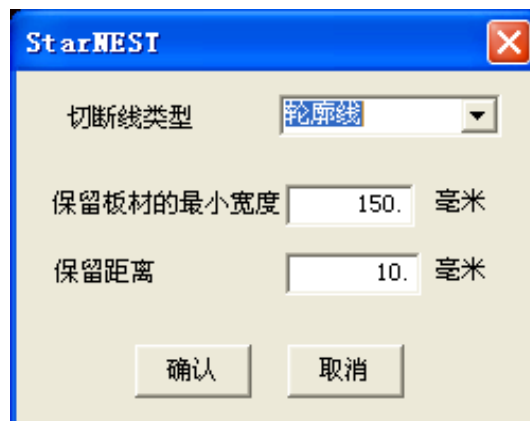 StarNEST
切断线类型 轮廓线
保留板材的最小宽度 150. 毫米
保留距离 10. 毫米
确认 取消